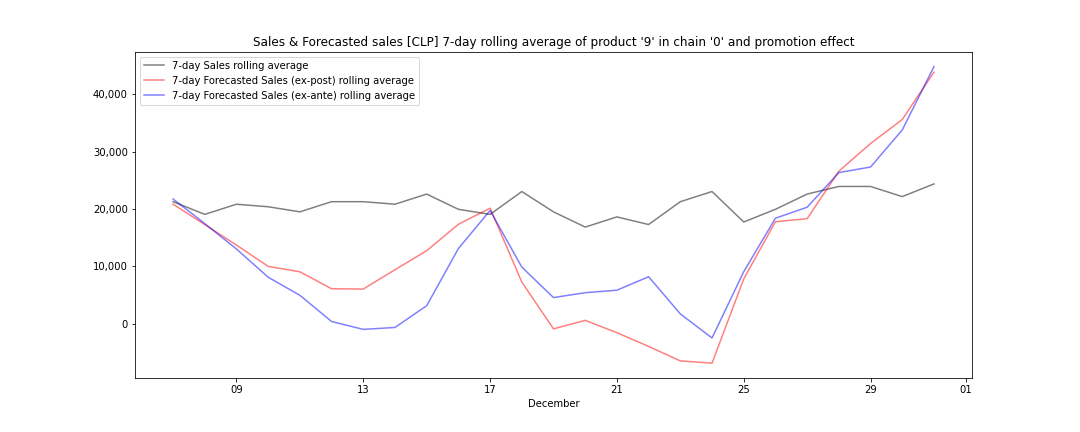 Sales & Forecasted sales [CLP] 7-day rolling average of product '9' in chain '0' and promotion effect
7-day Sales rolling average
7-day Forecasted Sales (ex-post) rolling average
7-day Forecasted Sales (ex-ante) rolling average
40,000
30,000
20,000
10,000
0
09 13 17 21 25 29 01
December